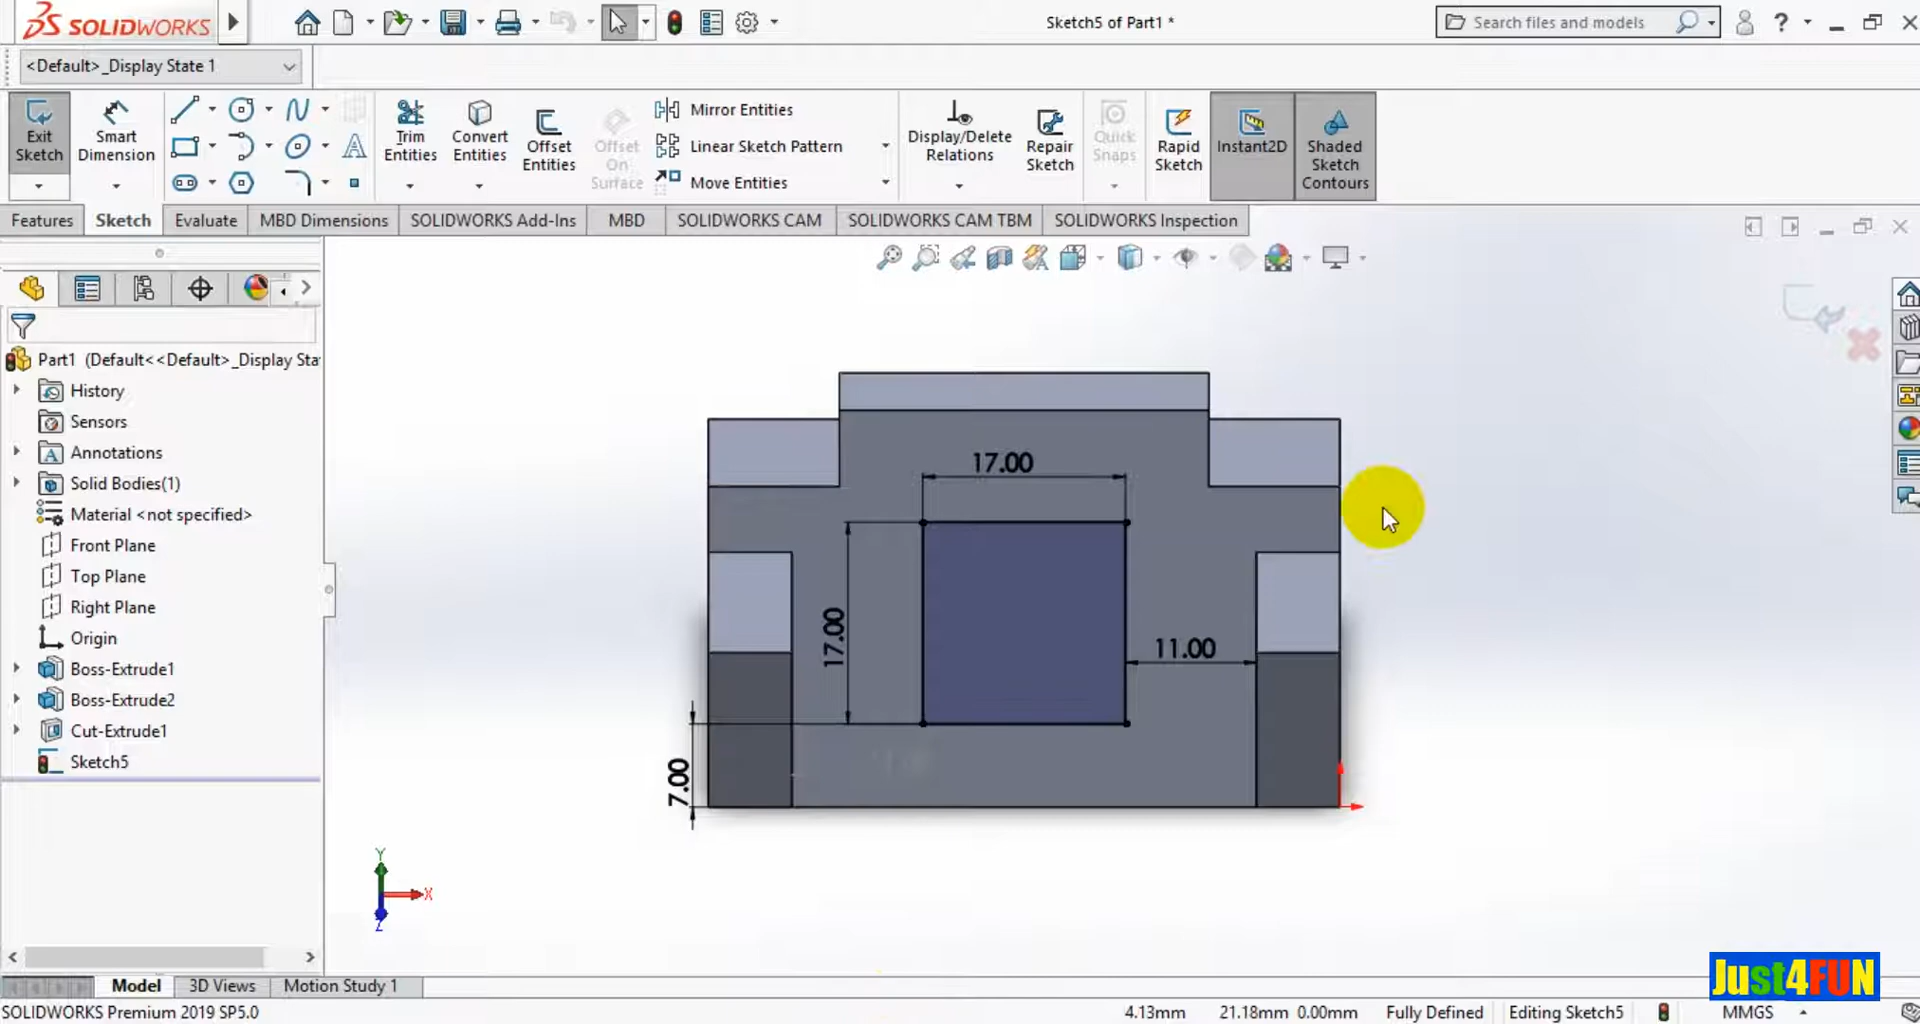 SOLIDWORKS
Sketch5 of Part1 *
Search files and models
?
<Default>_Display State 1
Exit Sketch
Smart Dimension
Trim Entities
Convert Entities
Offset Entities
Offset On Surface
Mirror Entities
Linear Sketch Pattern
Move Entities
Display/Delete Relations
Repair Sketch
Quick Snaps
Rapid Sketch
Instant2D
Shaded Sketch Contours
Features
Sketch
Evaluate
MBD Dimensions
SOLIDWORKS Add-Ins
MBD
SOLIDWORKS CAM
SOLIDWORKS CAM TBM
SOLIDWORKS Inspection
Part1 (Default<<Default>_Display Sta
History
Sensors
Annotations
Solid Bodies(1)
Material <not specified>
Front Plane
Top Plane
Right Plane
Origin
Boss-Extrude1
Boss-Extrude2
Cut-Extrude1
Sketch5
17.00
17.00
11.00
7.00
Y
X
Z
Just4FUN
Model
3D Views
Motion Study 1
SOLIDWORKS Premium 2019 SP5.0
4.13mm
21.18mm 0.00mm
Fully Defined
Editing Sketch5
MMGS